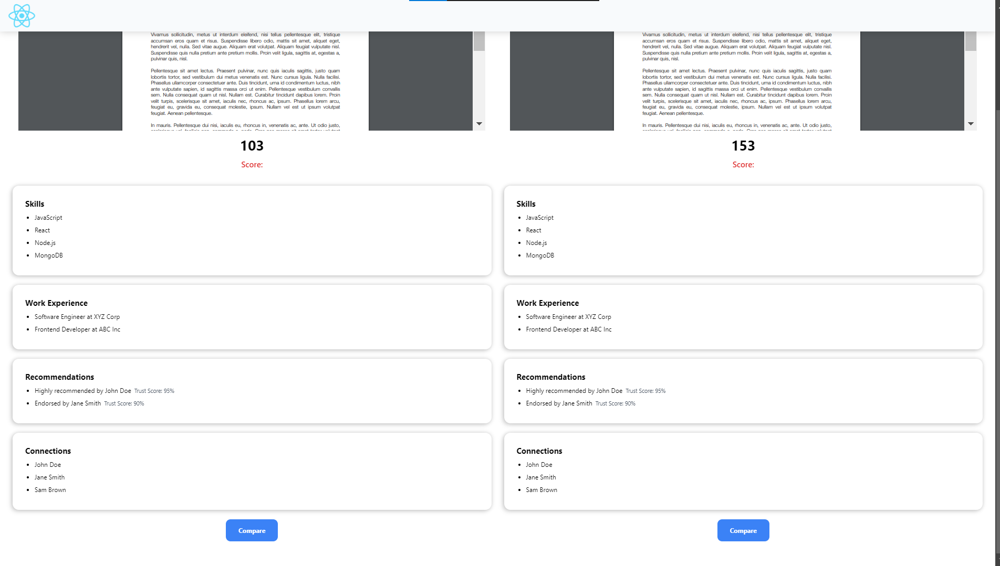 Vivamus sollicitudin, metus ut interdum eleifend, nisi tellus pellentesque elit, tristique
accumsan eros quam et risus. Suspendisse libero odio, mattis sit amet, aliquet eget,
hendrerit vel, nulla. Sed vitae augue. Aliquam erat volutpat. Aliquam feugiat vulputate nisl.
Suspendisse quis nulla pretium ante pretium mollis. Proin velit ligula, sagittis at, egestas a,
pulvinar quis, nisl.
Pellentesque sit amet lectus. Praesent pulvinar, nunc quis iaculis sagittis, justo quam
lobortis tortor, sed vestibulum dui metus venenatis est. Nunc cursus ligula. Nulla facilisi.
Phasellus ullamcorper consectetuer ante. Duis tincidunt, urna id condimentum luctus, nibh
ante vulputate sapien, id sagittis massa orci ut enim. Pellentesque vestibulum convallis
sem. Nulla consequat quam ut nisl. Nullam est. Curabitur tincidunt dapibus lorem. Proin
velit turpis, scelerisque sit amet, iaculis nec, rhoncus ac, ipsum. Phasellus lorem arcu,
feugiat eu, gravida eu, consequat molestie, ipsum. Nullam vel est ut ipsum volutpat
feugiat. Aenean pellentesque.
In mauris. Pellentesque dui nisi, iaculis eu, rhoncus in, venenatis ac, ante. Ut odio justo,
103
Score:
Skills
JavaScript
React
Node.js
MongoDB
Work Experience
Software Engineer at XYZ Corp
Frontend Developer at ABC Inc
Recommendations
Highly recommended by John Doe Trust Score: 95%
Endorsed by Jane Smith Trust Score: 90%
Connections
John Doe
Jane Smith
Sam Brown
Compare
Vivamus sollicitudin, metus ut interdum eleifend, nisi tellus pellentesque elit, tristique
accumsan eros quam et risus. Suspendisse libero odio, mattis sit amet, aliquet eget,
hendrerit vel, nulla. Sed vitae augue. Aliquam erat volutpat. Aliquam feugiat vulputate nisl.
Suspendisse quis nulla pretium ante pretium mollis. Proin velit ligula, sagittis at, egestas a,
pulvinar quis, nisl.
Pellentesque sit amet lectus. Praesent pulvinar, nunc quis iaculis sagittis, justo quam
lobortis tortor, sed vestibulum dui metus venenatis est. Nunc cursus ligula. Nulla facilisi.
Phasellus ullamcorper consectetuer ante. Duis tincidunt, urna id condimentum luctus, nibh
ante vulputate sapien, id sagittis massa orci ut enim. Pellentesque vestibulum convallis
sem. Nulla consequat quam ut nisl. Nullam est. Curabitur tincidunt dapibus lorem. Proin
velit turpis, scelerisque sit amet, iaculis nec, rhoncus ac, ipsum. Phasellus lorem arcu,
feugiat eu, gravida eu, consequat molestie, ipsum. Nullam vel est ut ipsum volutpat
feugiat. Aenean pellentesque.
In mauris. Pellentesque dui nisi, iaculis eu, rhoncus in, venenatis ac, ante. Ut odio justo,
153
Score:
Skills
JavaScript
React
Node.js
MongoDB
Work Experience
Software Engineer at XYZ Corp
Frontend Developer at ABC Inc
Recommendations
Highly recommended by John Doe Trust Score: 95%
Endorsed by Jane Smith Trust Score: 90%
Connections
John Doe
Jane Smith
Sam Brown
Compare